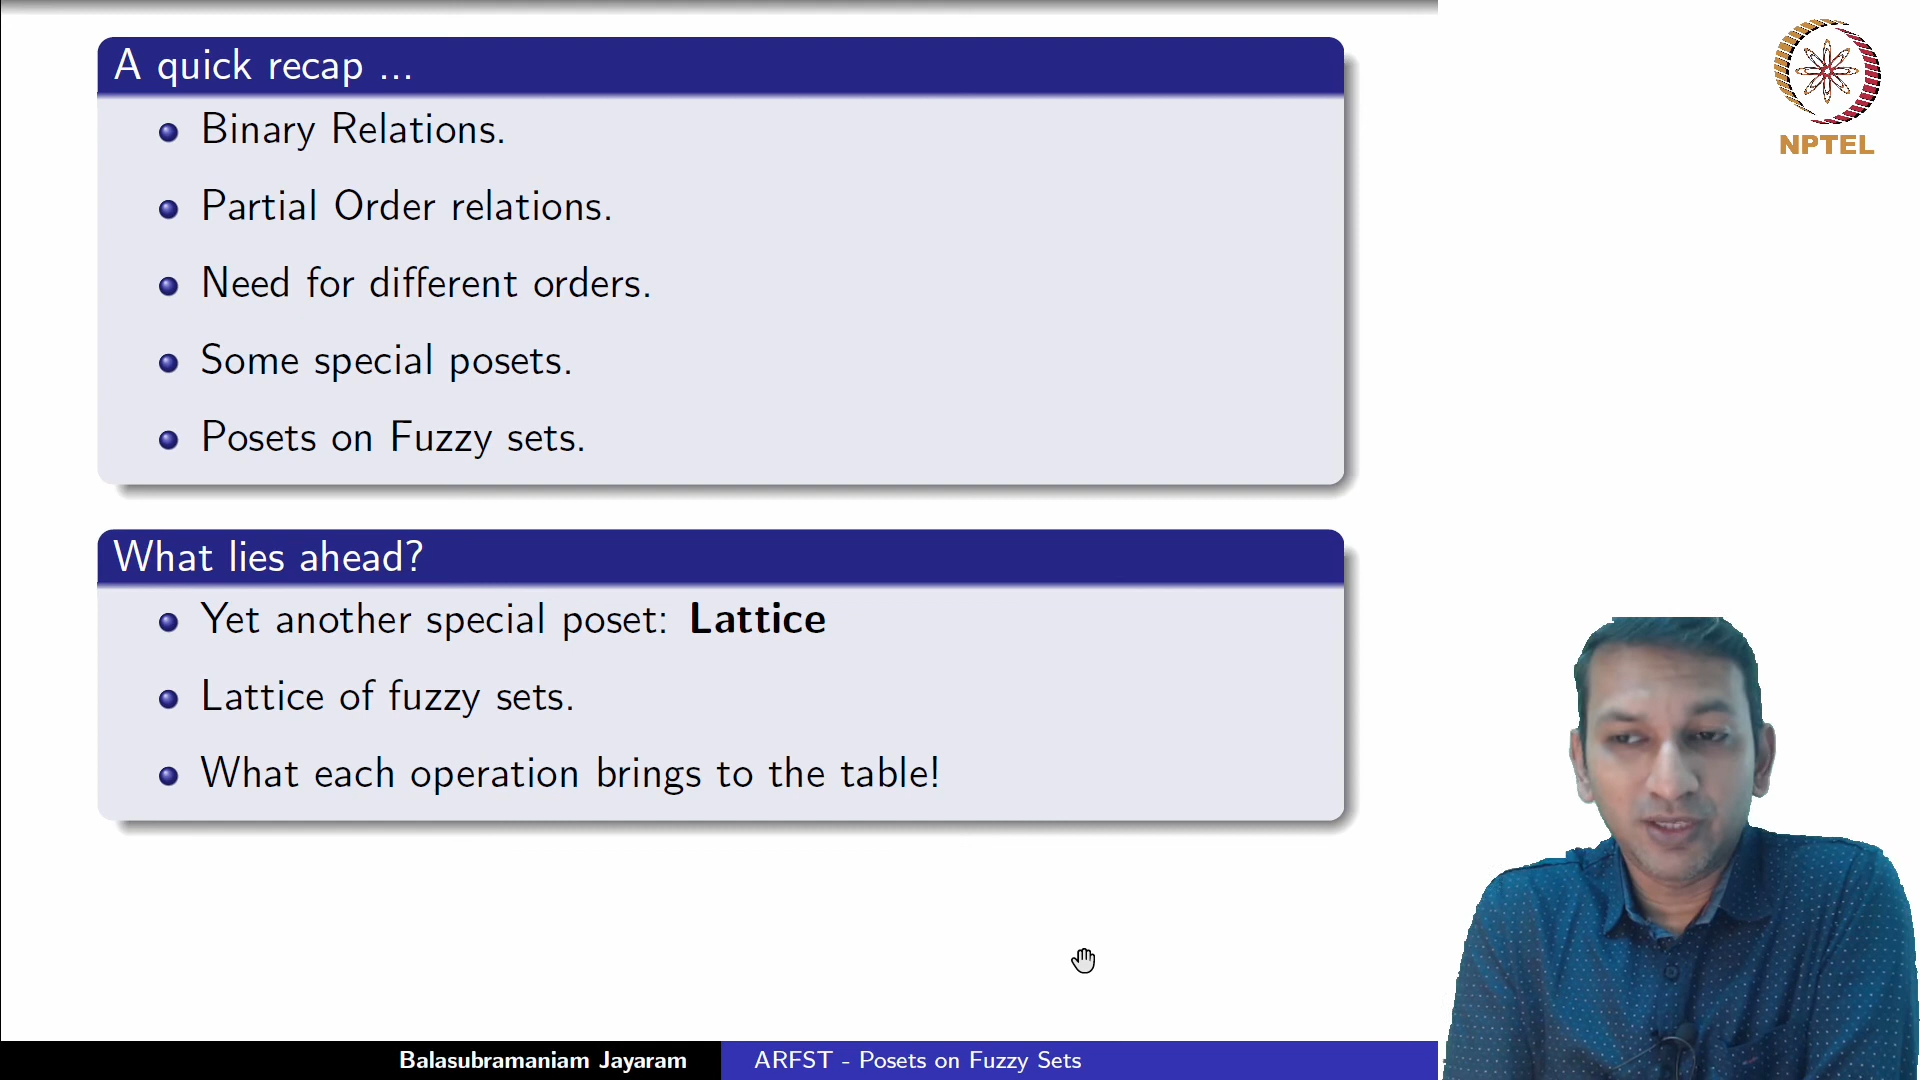 A quick recap ...
Binary Relations.
Partial Order relations.
Need for different orders.
Some special posets.
Posets on Fuzzy sets.
What lies ahead?
Yet another special poset: Lattice
Lattice of fuzzy sets.
What each operation brings to the table!
NPTEL
Balasubramaniam Jayaram
ARFST - Posets on Fuzzy Sets